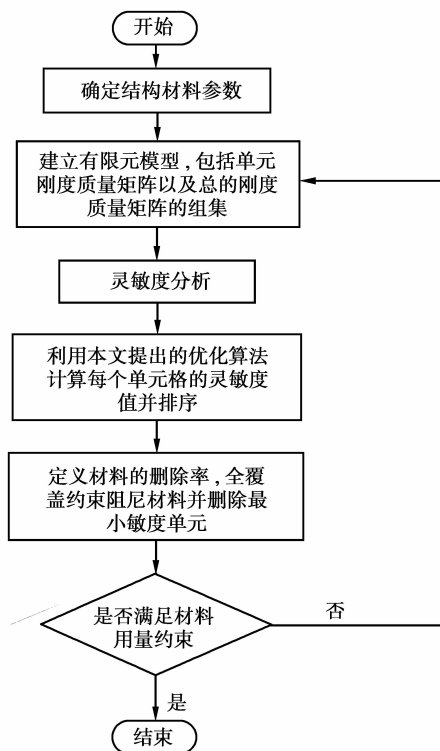 开始
确定结构材料参数
建立有限元模型,包括单元
刚度质量矩阵以及总的刚度
质量矩阵的组集
灵敏度分析
利用本文提出的优化算法
计算每个单元格的灵敏度
值并排序
定义材料的删除率,全覆
盖约束阻尼材料并删除最
小敏度单元
是否满足材料
用量约束
否
是
结束